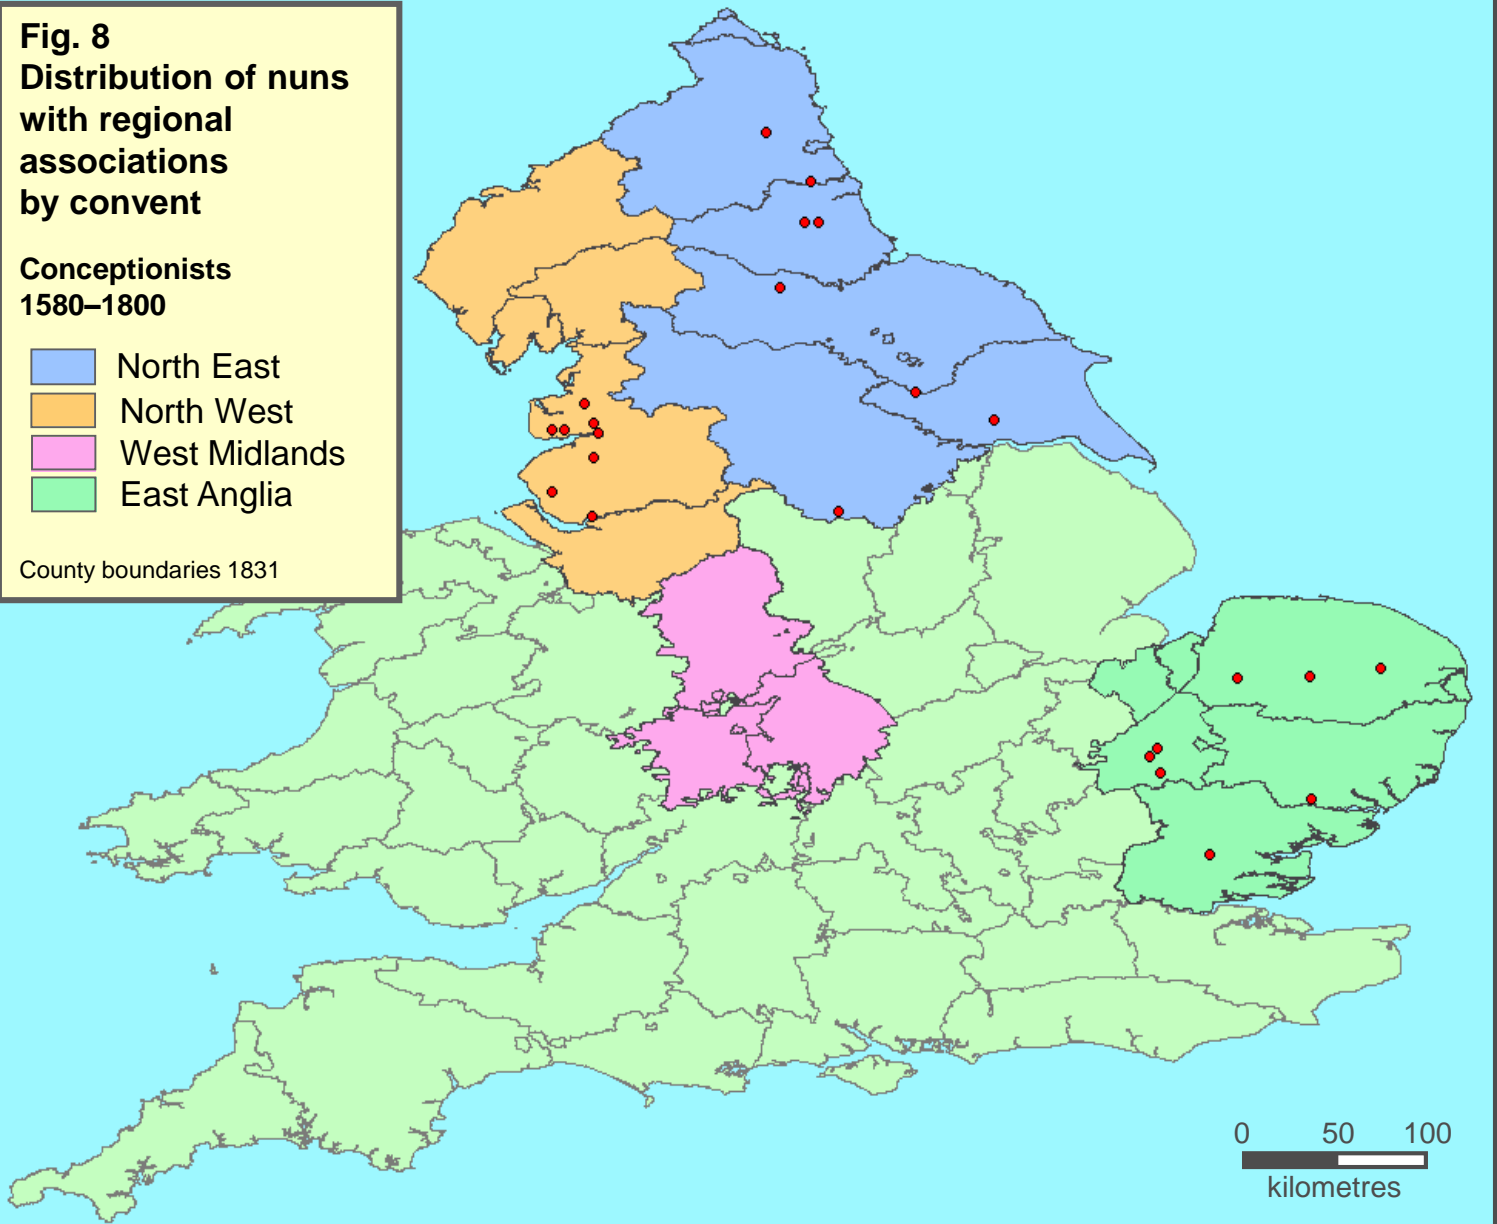 Fig. 8
Distribution of nuns
with regional
associations
by convent
Conceptionists
1580–1800
North East
North West
West Midlands
East Anglia
County boundaries 1831
0 50 100
kilometres